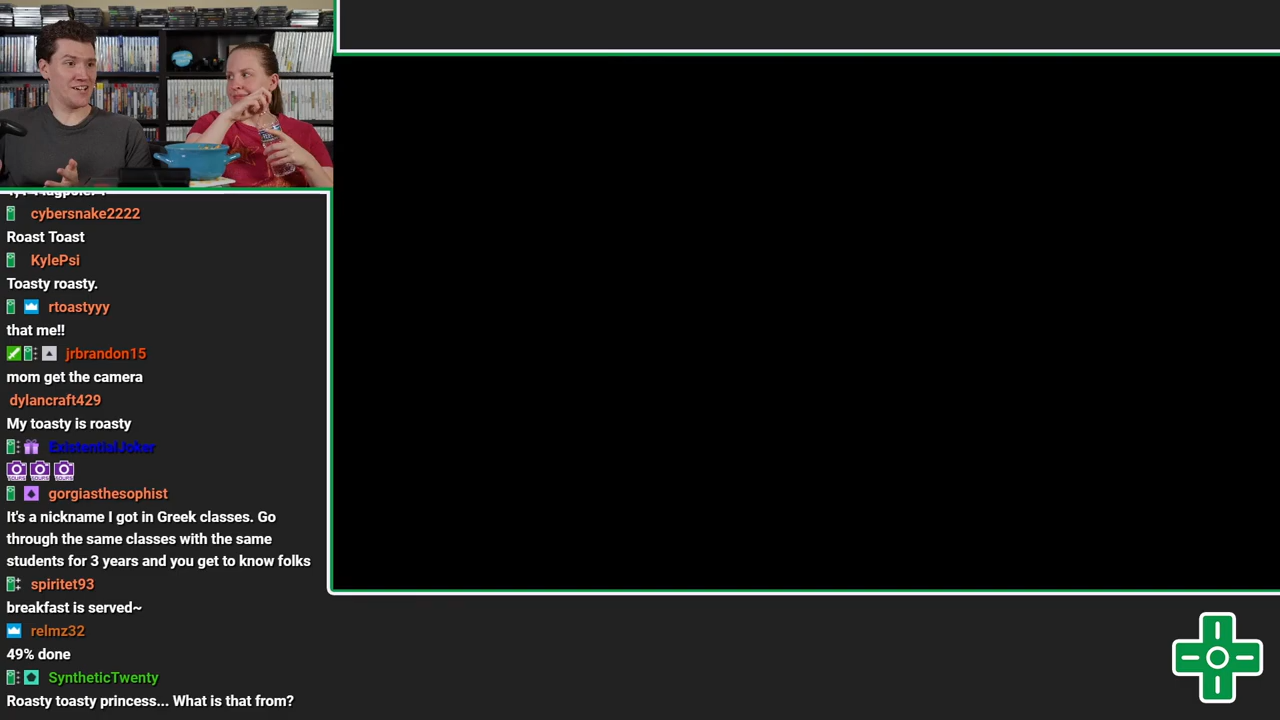 cybersnake2222
Roast Toast
KylePsi
Toasty roasty.
rtoastyyy
that me!!
jrbrandon15
mom get the camera
dylancraft429
My toasty is roasty
ExistentialJoker
gorgiasthesophist
It's a nickname I got in Greek classes. Go
through the same classes with the same
students for 3 years and you get to know folks
spiritet93
breakfast is served~
relmz32
49% done
SyntheticTwenty
Roasty toasty princess... What is that from?